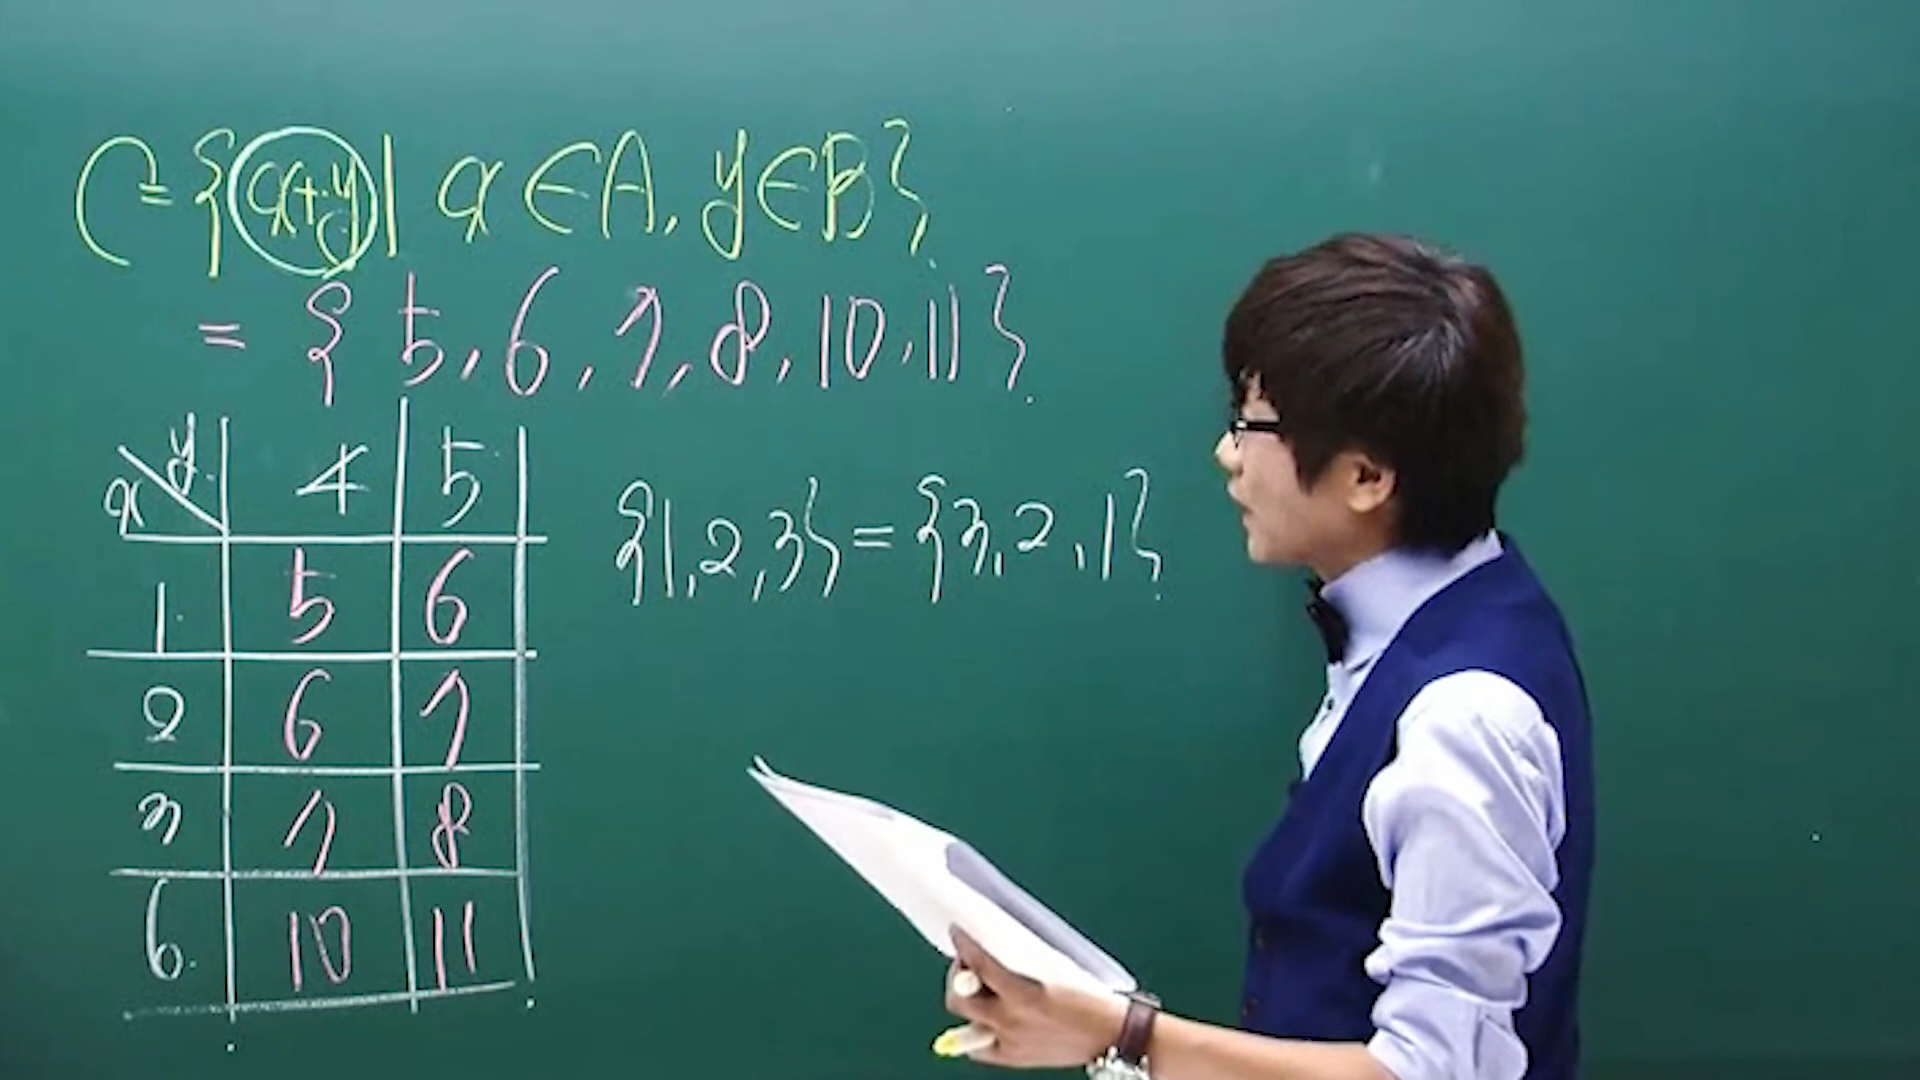 C = {x+y | x∈A, y∈B}
= {5, 6, 7, 8, 10, 11}
x\y 4 5
1 5 6
2 6 7
3 7 8
6 10 11
{1,2,3} = {3,2,1}